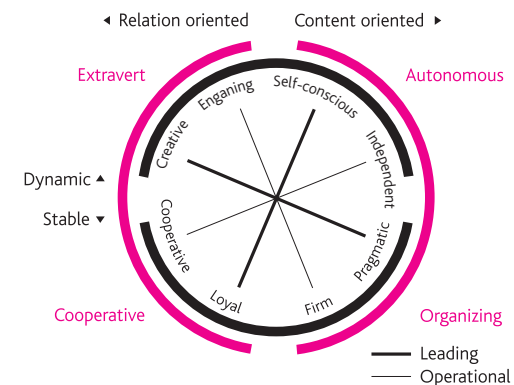 ◂ Relation oriented
Content oriented ▸
Extravert
Autonomous
Enganing
Self-conscious
Creative
Independent
Dynamic ▴
Stable ▾
Cooperative
Pragmatic
Loyal
Firm
Cooperative
Organizing
Leading
Operational